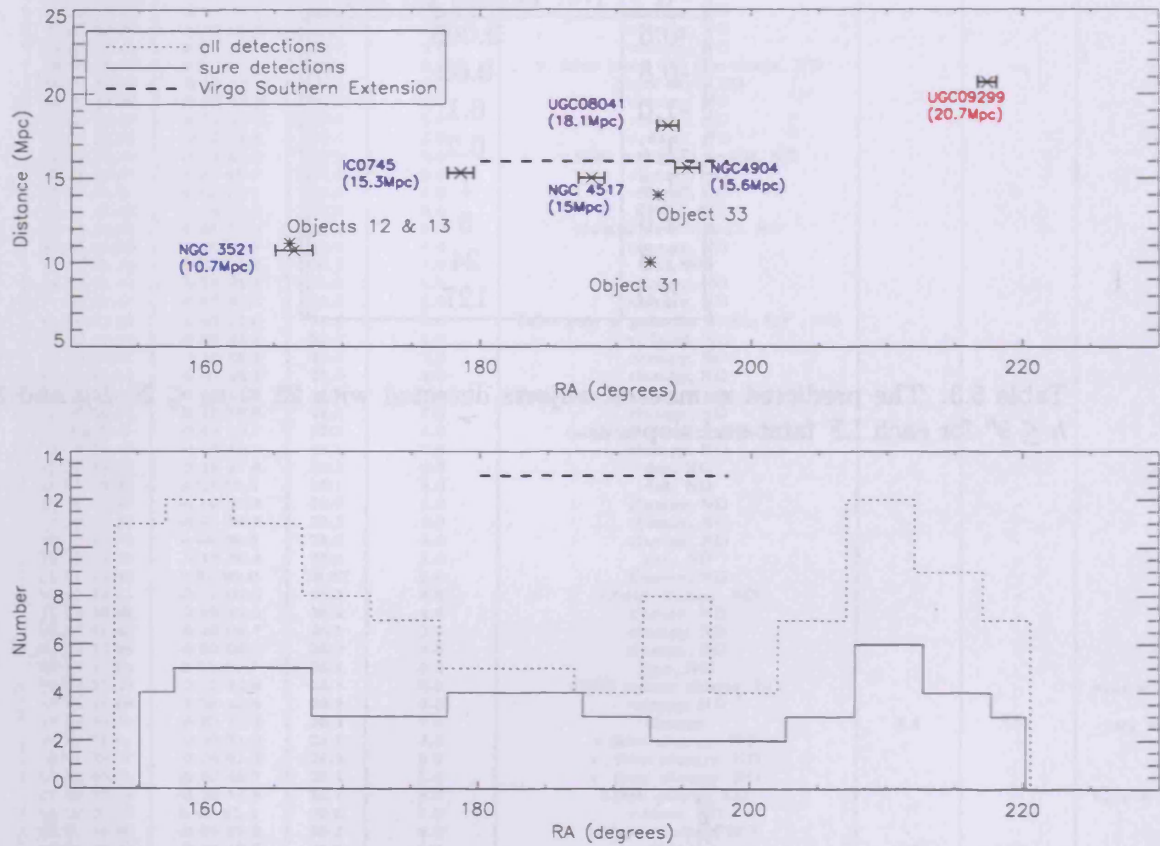 25
20
15
10
5
Distance (Mpc)
all detections
sure detections
Virgo Southern Extension
UGC08041
(18.1Mpc)
UGC09299
(20.7Mpc)
IC0745
(15.3Mpc)
NGC 4517
(15Mpc)
NGC4904
(15.6Mpc)
Objects 12 & 13
Object 33
NGC 3521
(10.7Mpc)
Object 31
160 180 200 220
RA (degrees)
14
12
10
8
6
4
2
0
Number
160 180 200 220
RA (degrees)